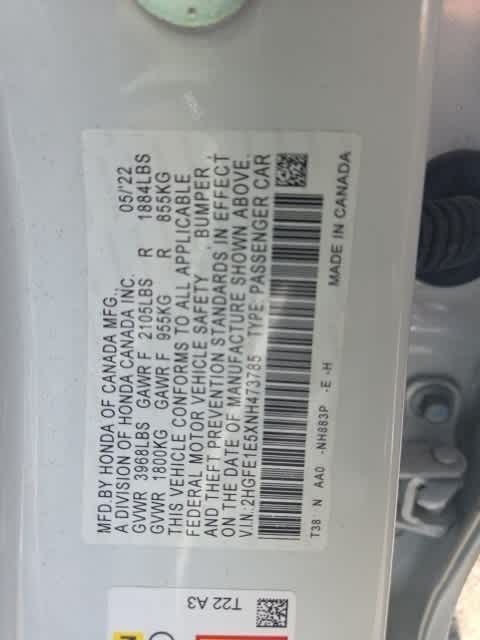 MFD.BY HONDA OF CANADA MFG., 05/'22
A DIVISION OF HONDA CANADA INC.
GVWR 3968LBS GAWR F 2105LBS R 1884LBS
GVWR 1800KG GAWR F 955KG R 855KG
THIS VEHICLE CONFORMS TO ALL APPLICABLE
FEDERAL MOTOR VEHICLE SAFETY , BUMPER ,
AND THEFT PREVENTION STANDARDS IN EFFECT
ON THE DATE OF MANUFACTURE SHOWN ABOVE.
V.I.N.:2HGFE1E5XNH473785 TYPE: PASSENGER CAR
T38 N AA0 -NH883P -E -H
MADE IN CANADA
T22 A3